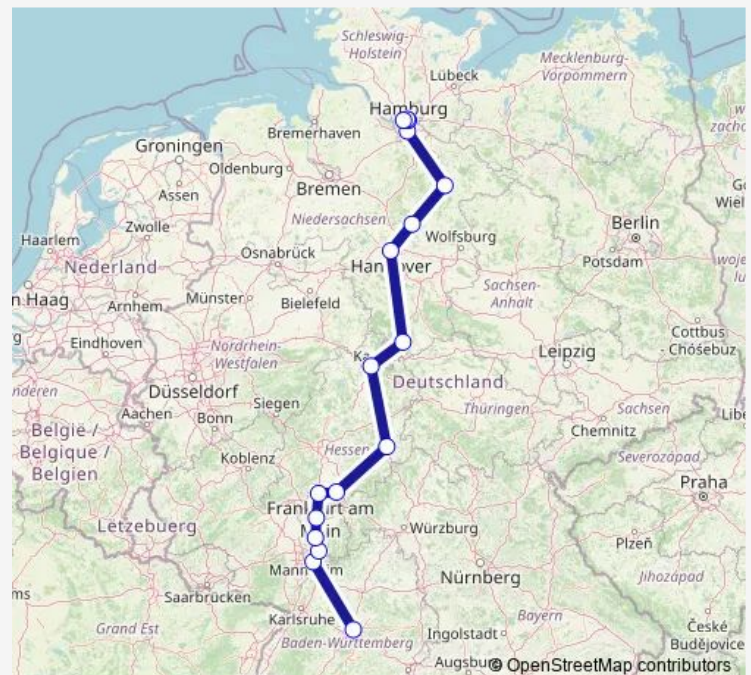 Schleswig-
Holstein
Mecklenburg-
Vorpommern
Lübeck
Hamburg
Bremerhaven
Groningen
Oldenburg
Bremen
Assen
Niedersachsen
Berlin
Zwolle
Wolfsburg
Haarlem
Osnabrück
Potsdam
Nederland
Sachsen-
Anhalt
Münster
Bielefeld
n Haag
Arnhem
Eindhoven
Nordrhein-
Westfalen
Cottbus
- Chóśebuz
Leipzig
Düsseldorf
Deutschland
Siegen
Aachen
Bonn
Thüringen
Sachsen
Chemnitz
België /
Belgique /
Belgien
Koblenz
Hessen
Severozápad
Praha
Lëtzebuerg
Würzburg
Plzeň
Saarbrücken
Nürnberg
Jihozápad
Karlsruhe
Grand Est
Baden-Württemberg
Ingolstadt
Bayern
České
Budějovice
Augsburg
© OpenStreetMap contributors